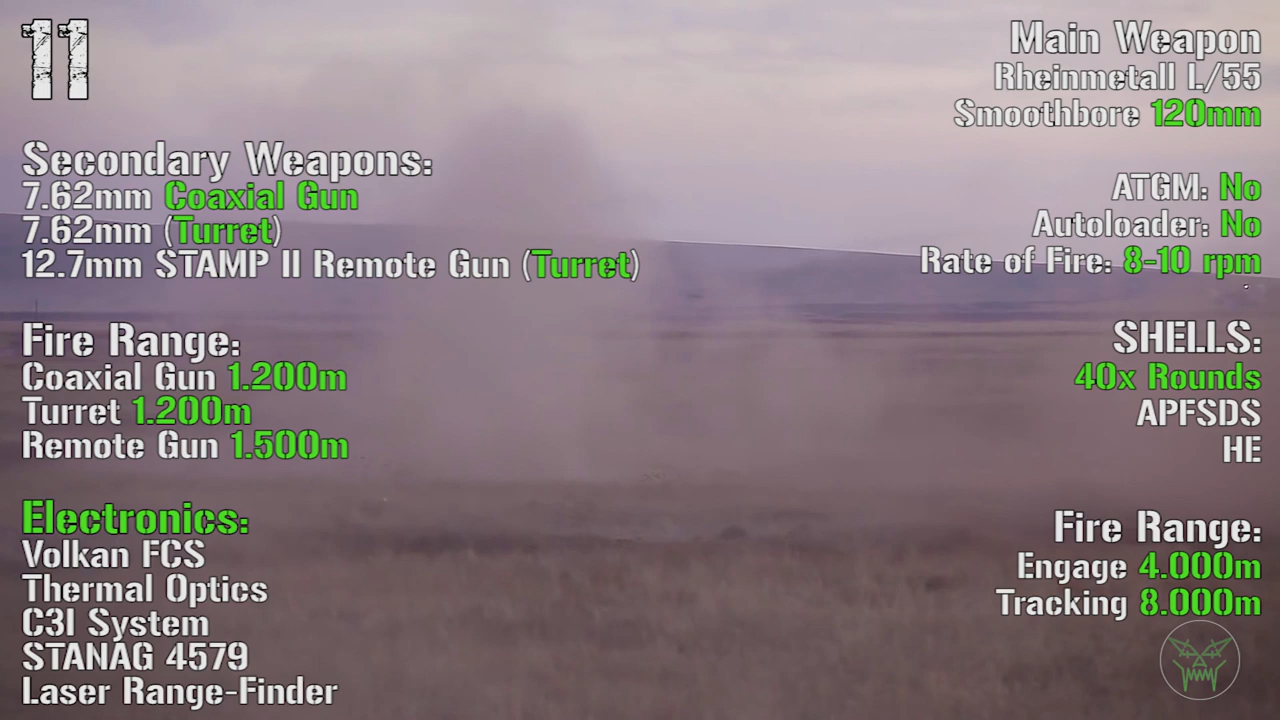 11
Secondary Weapons:
7.62mm Coaxial Gun
7.62mm (Turret)
12.7mm STAMP II Remote Gun (Turret)
Fire Range:
Coaxial Gun 1.200m
Turret 1.200m
Remote Gun 1.500m
Electronics:
Volkan FCS
Thermal Optics
C3I System
STANAG 4579
Laser Range-Finder
Main Weapon
Rheinmetall L/55
Smoothbore 120mm
ATGM: No
Autoloader: No
Rate of Fire: 8-10 rpm
SHELLS:
40x Rounds
APFSDS
HE
Fire Range:
Engage 4.000m
Tracking 8.000m